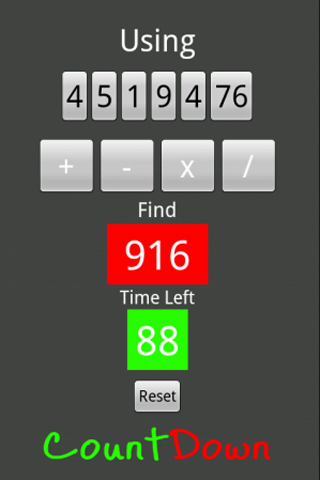 Using
4 5 1 9 4 76
+ - x /
Find
916
Time Left
88
Reset
CountDown